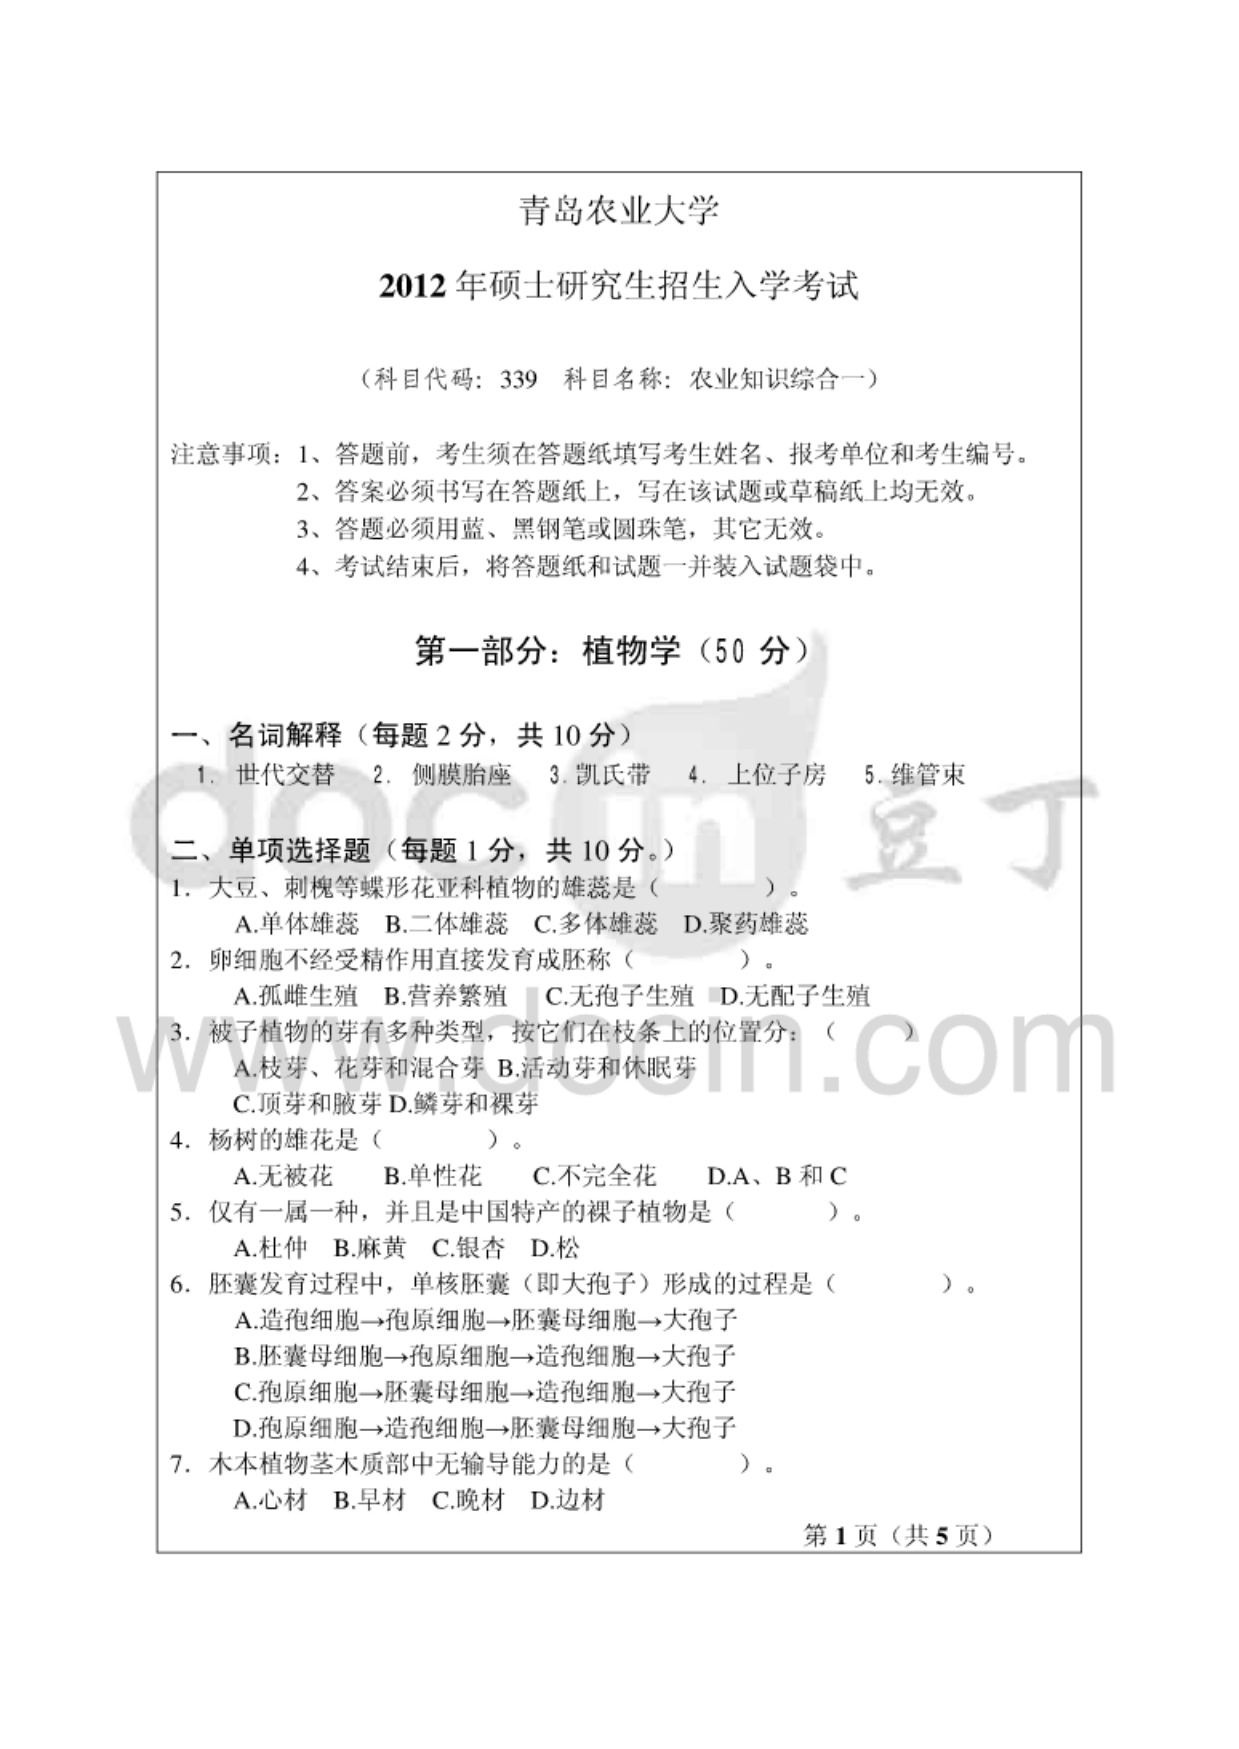 青岛农业大学
2012 年硕士研究生招生入学考试
（科目代码：339 科目名称：农业知识综合一）
注意事项：1、答题前，考生须在答题纸填写考生姓名、报考单位和考生编号。
2、答案必须书写在答题纸上，写在该试题或草稿纸上均无效。
3、答题必须用蓝、黑钢笔或圆珠笔，其它无效。
4、考试结束后，将答题纸和试题一并装入试题袋中。
第一部分：植物学（50 分）
一、名词解释（每题 2 分，共 10 分）
1. 世代交替 2. 侧膜胎座 3.凯氏带 4. 上位子房 5.维管束
二、单项选择题（每题 1 分，共 10 分。）
1．大豆、刺槐等蝶形花亚科植物的雄蕊是（ ）。
A.单体雄蕊 B.二体雄蕊 C.多体雄蕊 D.聚药雄蕊
2．卵细胞不经受精作用直接发育成胚称（ ）。
A.孤雌生殖 B.营养繁殖 C.无孢子生殖 D.无配子生殖
3．被子植物的芽有多种类型，按它们在枝条上的位置分：（ ）
A.枝芽、花芽和混合芽 B.活动芽和休眠芽
C.顶芽和腋芽 D.鳞芽和裸芽
4．杨树的雄花是（ ）。
A.无被花 B.单性花 C.不完全花 D.A、B 和 C
5．仅有一属一种，并且是中国特产的裸子植物是（ ）。
A.杜仲 B.麻黄 C.银杏 D.松
6．胚囊发育过程中，单核胚囊（即大孢子）形成的过程是（ ）。
A.造孢细胞→孢原细胞→胚囊母细胞→大孢子
B.胚囊母细胞→孢原细胞→造孢细胞→大孢子
C.孢原细胞→胚囊母细胞→造孢细胞→大孢子
D.孢原细胞→造孢细胞→胚囊母细胞→大孢子
7．木本植物茎木质部中无输导能力的是（ ）。
A.心材 B.早材 C.晚材 D.边材
第 1 页（共 5 页）
docin 豆丁
www.docin.com